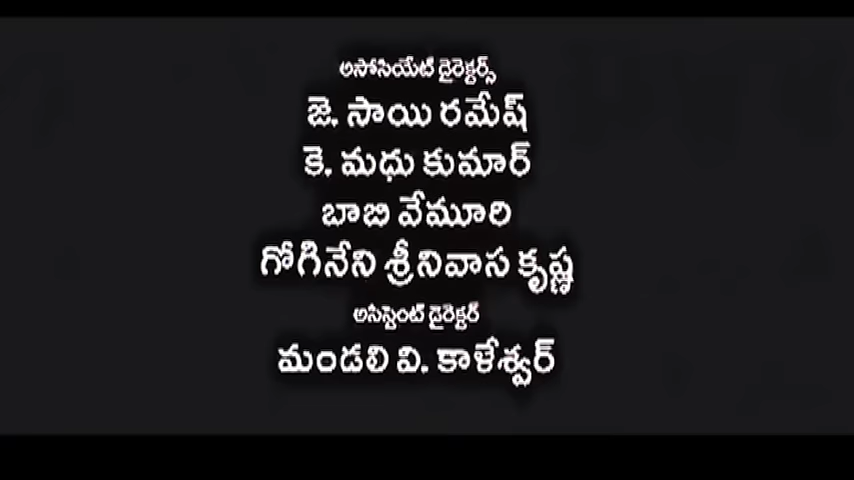 అసోసియేట్ డైరెక్టర్స్
జె. సాయి రమేష్
కె. మధు కుమార్
బాబి వేమూరి
గోగినేని శ్రీనివాస కృష్ణ
అసిస్టెంట్ డైరెక్టర్
మండలి వి. కాళేశ్వర్